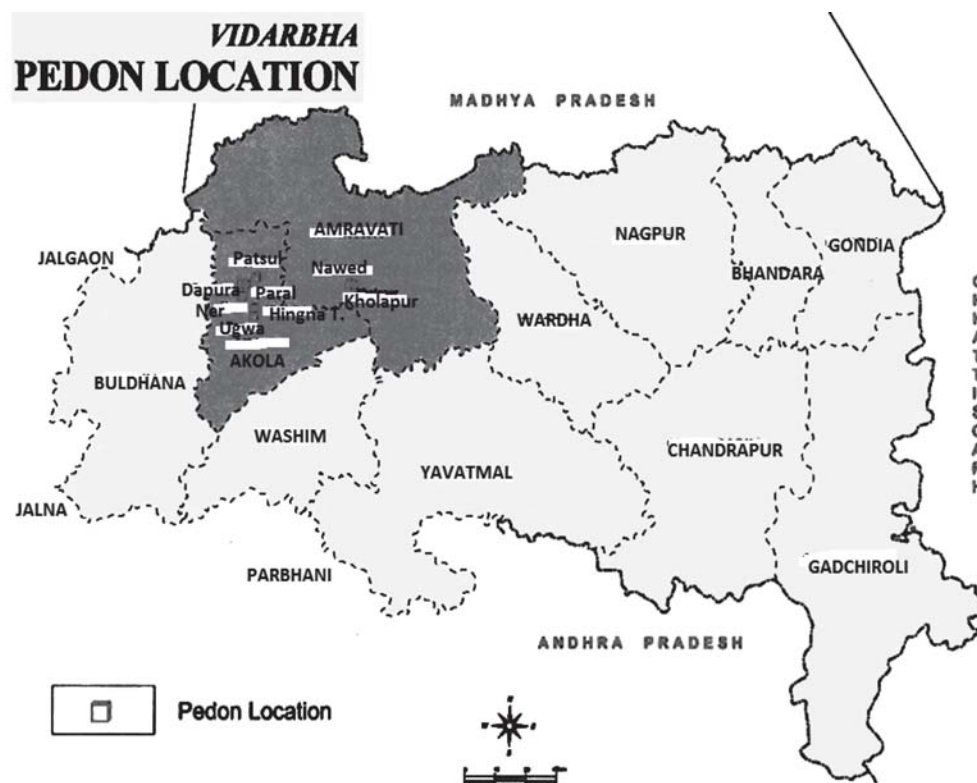 VIDARBHA
PEDON LOCATION
MADHYA PRADESH
AMRAVATI
NAGPUR
GONDIA
JALGAON
Patsul
Nawed
BHANDARA
Dapura
Paral
Kholapur
Ner
Hingna T.
WARDHA
Ugwa
AKOLA
BULDHANA
WASHIM
CHANDRAPUR
YAVATMAL
JALNA
GADCHIROLI
PARBHANI
ANDHRA PRADESH
Pedon Location